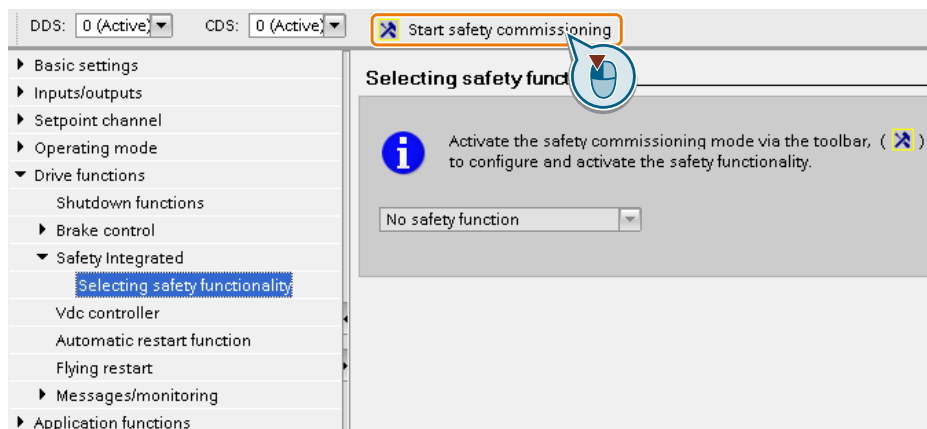 DDS: 0 (Active) CDS: 0 (Active) Start safety commissioning
Basic settings
Inputs/outputs
Setpoint channel
Operating mode
Drive functions
Shutdown functions
Brake control
Safety Integrated
Selecting safety functionality
Vdc controller
Automatic restart function
Flying restart
Messages/monitoring
Application functions
Selecting safety funct
Activate the safety commissioning mode via the toolbar, ( )
to configure and activate the safety functionality.
No safety function